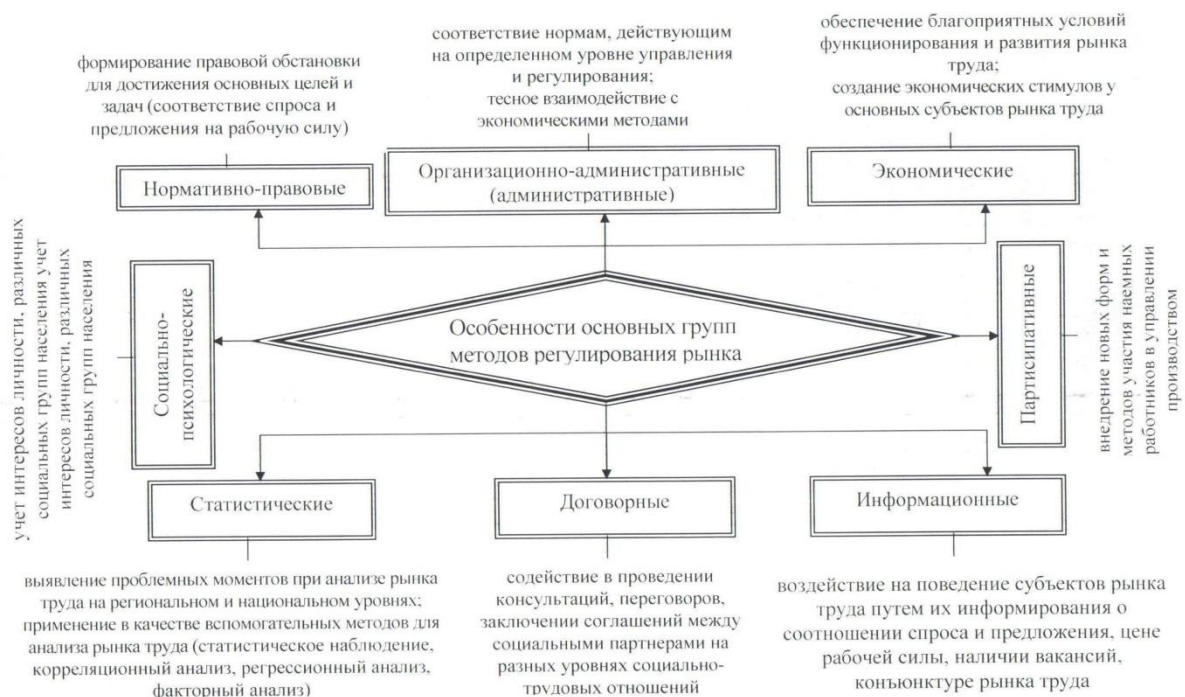 формирование правовой обстановки
для достижения основных целей и
задач (соответствие спроса и
предложения на рабочую силу)
соответствие нормам, действующим
на определенном уровне управления
и регулирования;
тесное взаимодействие с
экономическими методами
обеспечение благоприятных условий
функционирования и развития рынка
труда;
создание экономических стимулов у
основных субъектов рынка труда
Нормативно-правовые
Организационно-административные
(административные)
Экономические
учет интересов личности, различных
социальных групп населения учет
интересов личности, различных
социальных групп населения
Социально-
психологические
Особенности основных групп
методов регулирования рынка
Партисипативные
внедрение новых форм и
методов участия наемных
работников в управлении
производством
Статистические
Договорные
Информационные
выявление проблемных моментов при анализе рынка
труда на региональном и национальном уровнях;
применение в качестве вспомогательных методов для
анализа рынка труда (статистическое наблюдение,
корреляционный анализ, регрессионный анализ,
факторный анализ)
содействие в проведении
консультаций, переговоров,
заключении соглашений между
социальными партнерами на
разных уровнях социально-
трудовых отношений
воздействие на поведение субъектов рынка
труда путем их информирования о
соотношении спроса и предложения, цене
рабочей силы, наличии вакансий,
конъюнктуре рынка труда